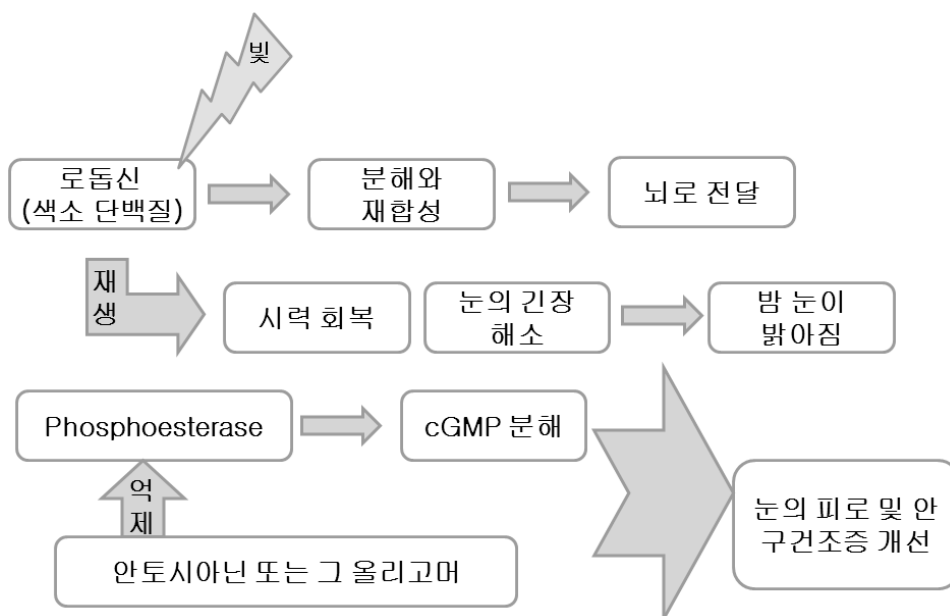 빛
로돕신
(색소 단백질)
분해와
재합성
뇌로 전달
재
생
시력 회복
눈의 긴장
해소
밤 눈이
밝아짐
Phosphoesterase
cGMP 분해
억
제
안토시아닌 또는 그 올리고머
눈의 피로 및 안
구건조증 개선